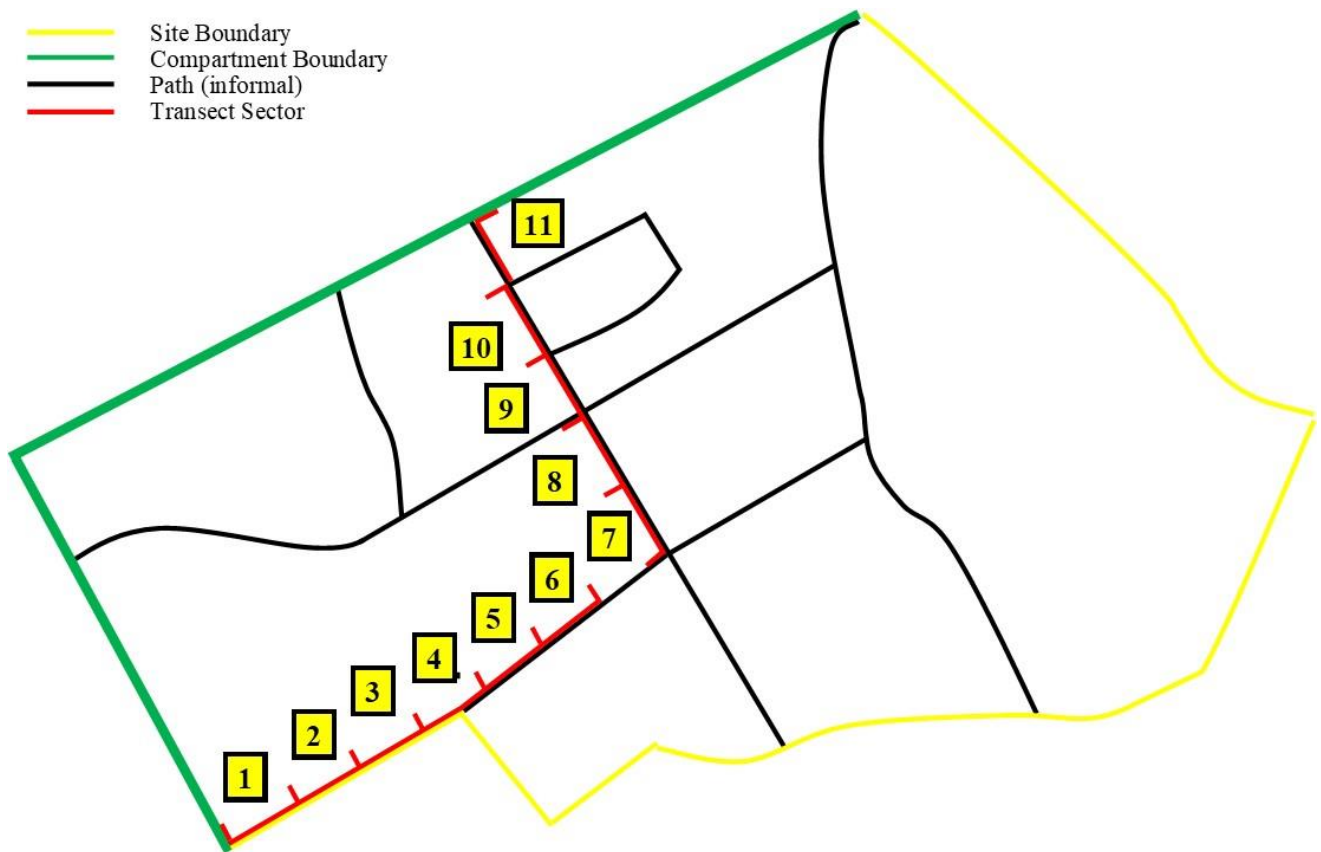 Site Boundary
Compartment Boundary
Path (informal)
Transect Sector
11
10
9
8
7
6
5
4
3
2
1